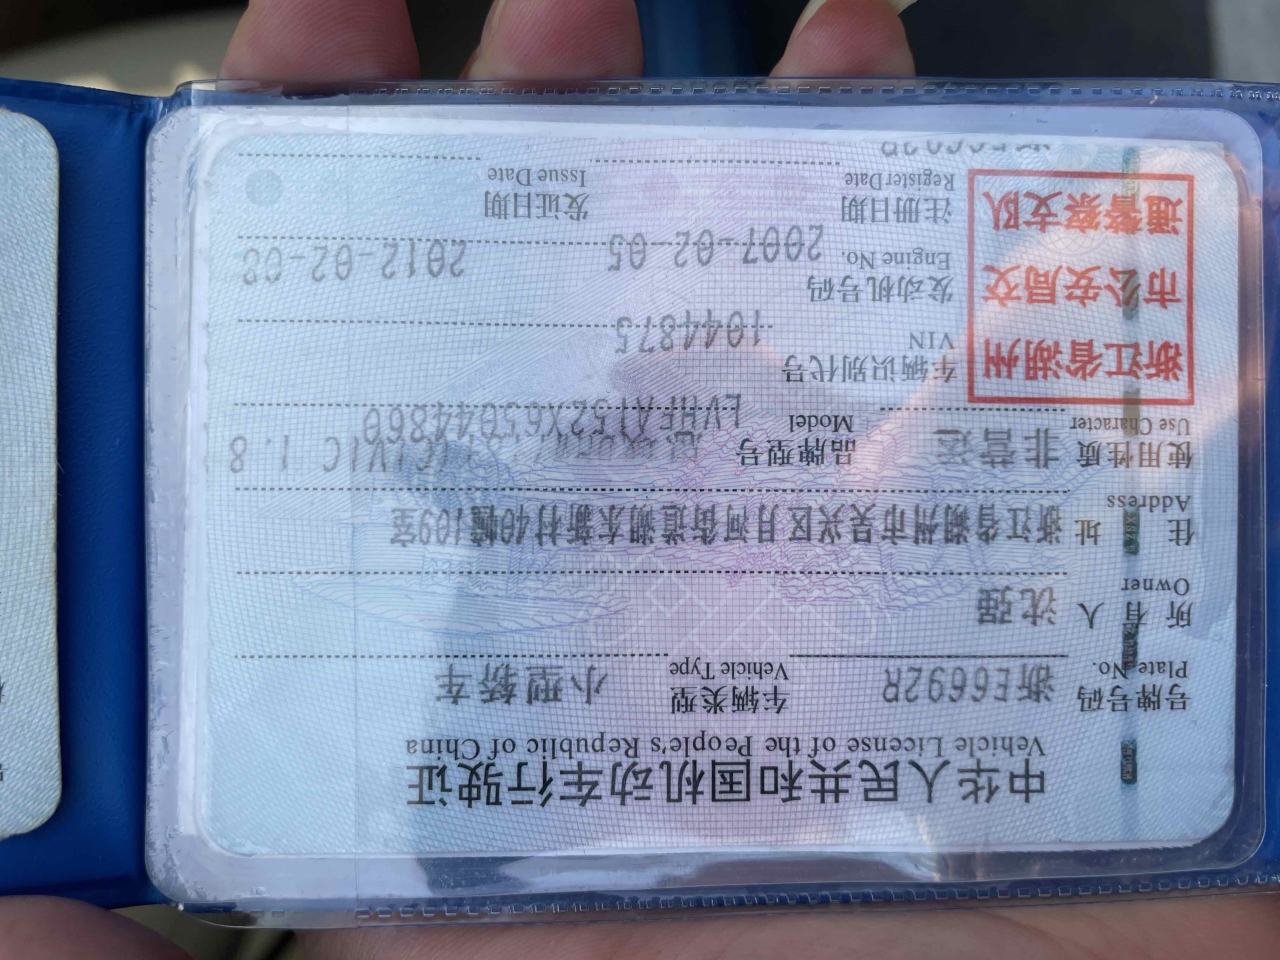 中华人民共和国机动车行驶证
Vehicle License of the People's Republic of China
号牌号码 浙E6692R 车辆类型 小型轿车
Plate No. Vehicle Type
所有人 沈强
Owner
住址 浙江省湖州市吴兴区月河街道湖东新村40幢109室
Address
使用性质 非营运 品牌型号 CIVIC 1.8
Use Character Model
浙江省湖州
市公安局交
通警察支队
车辆识别代号
VIN
发动机号码 1044875
Engine No.
注册日期 2007-02-05 发证日期 2012-02-08
RegisterDate Issue Date